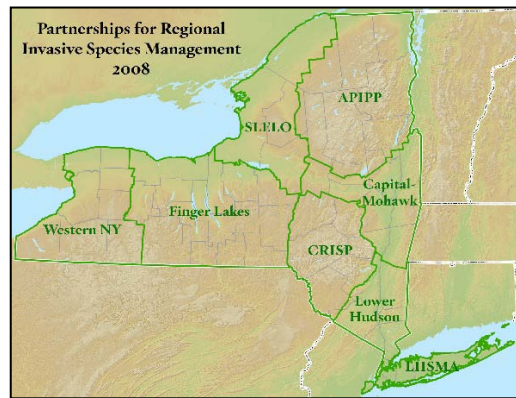 Partnerships for Regional
Invasive Species Management
2008
APIPP
SLELO
Capital-
Mohawk
Finger Lakes
Western NY
CRISP
Lower
Hudson
LIISMA